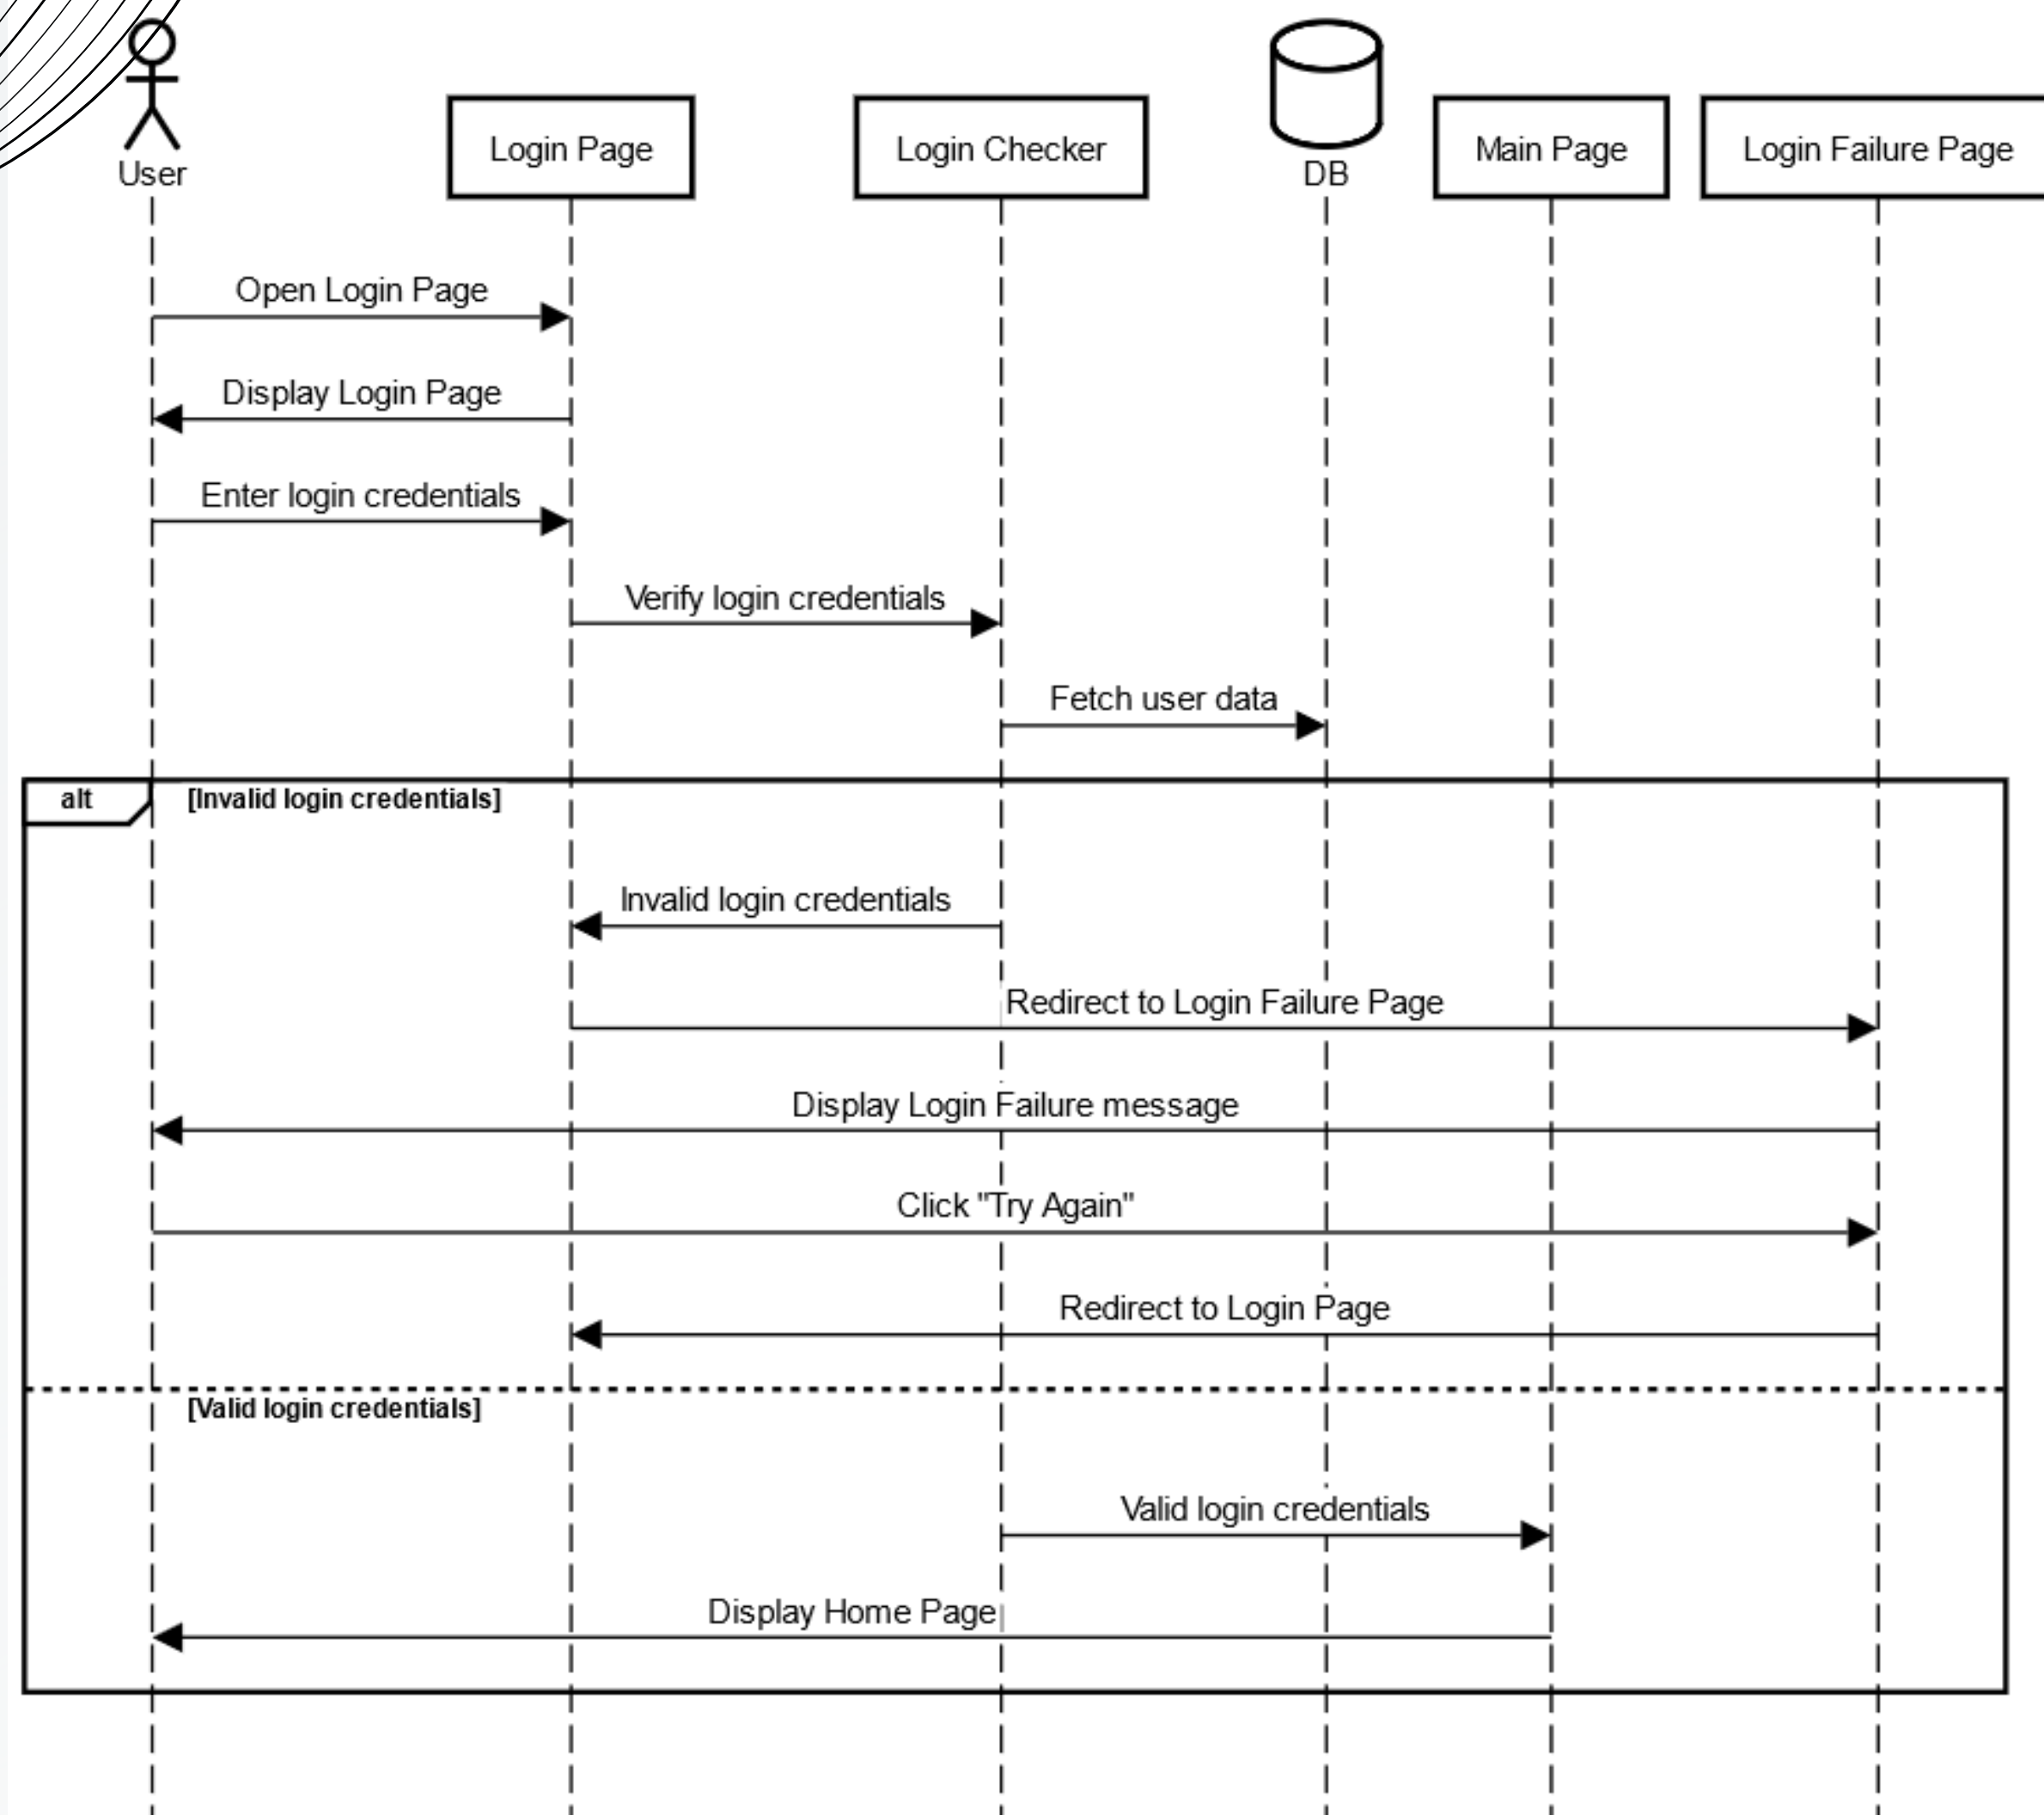 User
Login Page
Login Checker
DB
Main Page
Login Failure Page
Open Login Page
Display Login Page
Enter login credentials
Verify login credentials
Fetch user data
alt
[Invalid login credentials]
Invalid login credentials
Redirect to Login Failure Page
Display Login Failure message
Click "Try Again"
Redirect to Login Page
[Valid login credentials]
Valid login credentials
Display Home Page